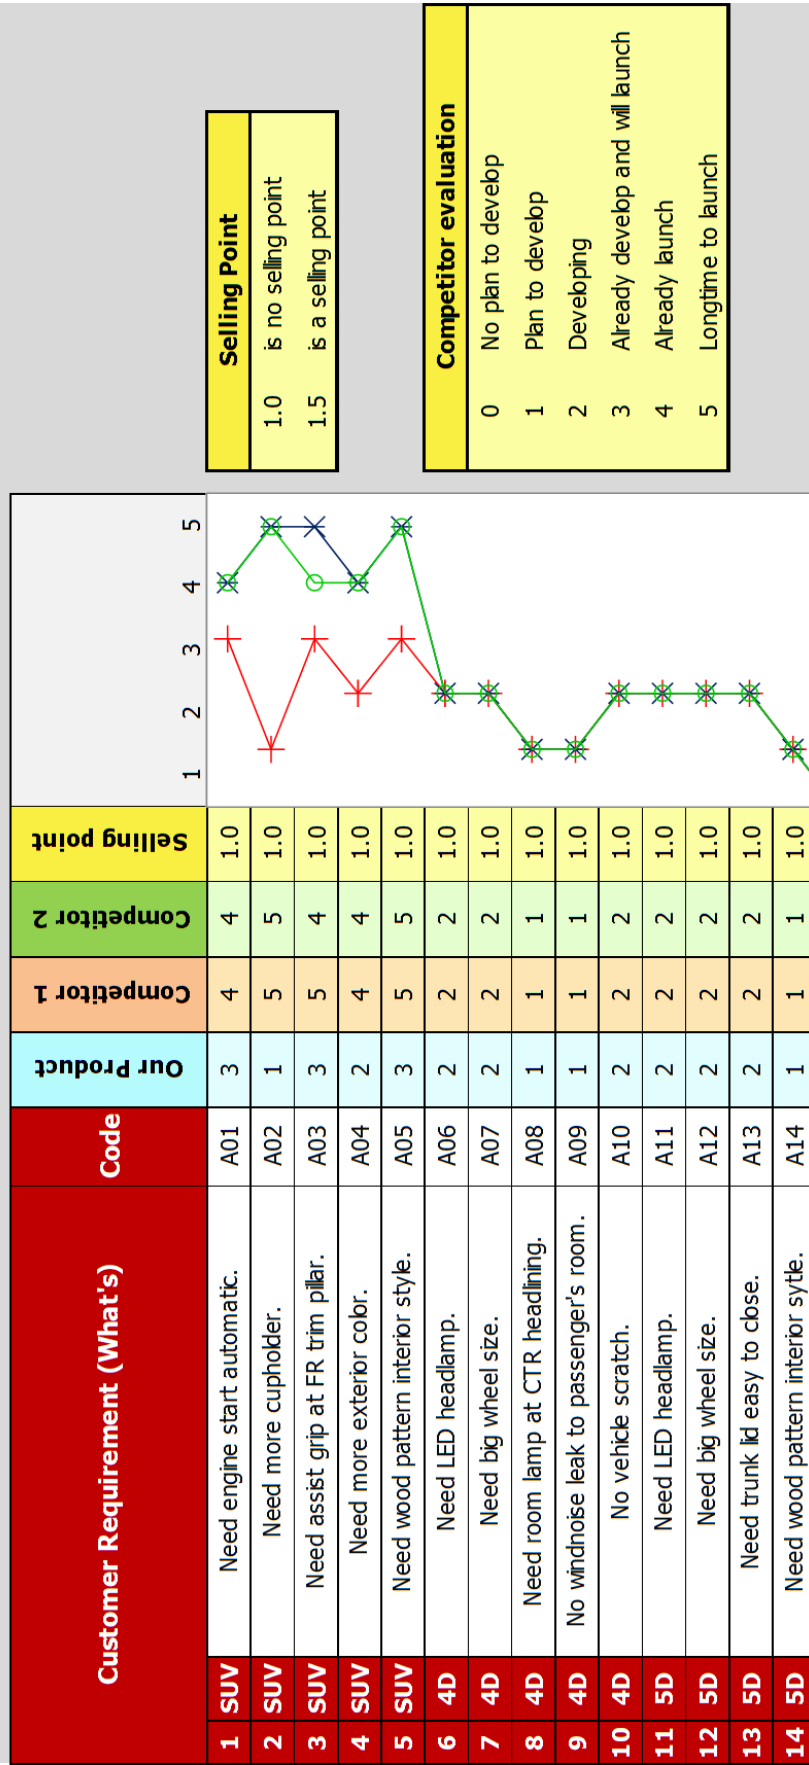 Customer Requirement (What's) Code Our Product Competitor 1 Competitor 2 Selling point 1 2 3 4 5
1 SUV Need engine start automatic. A01 3 4 4 1.0
2 SUV Need more cupholder. A02 1 5 5 1.0
3 SUV Need assist grip at FR trim pillar. A03 3 5 4 1.0
4 SUV Need more exterior color. A04 2 4 4 1.0
5 SUV Need wood pattern interior style. A05 3 5 5 1.0
6 4D Need LED headlamp. A06 2 2 2 1.0
7 4D Need big wheel size. A07 2 2 2 1.0
8 4D Need room lamp at CTR headlining. A08 1 1 1 1.0
9 4D No windnoise leak to passenger's room. A09 1 1 1 1.0
10 4D No vehicle scratch. A10 2 2 2 1.0
11 5D Need LED headlamp. A11 2 2 2 1.0
12 5D Need big wheel size. A12 2 2 2 1.0
13 5D Need trunk lid easy to close. A13 2 2 2 1.0
14 5D Need wood pattern interior sytle. A14 1 1 1 1.0
Selling Point
1.0 is no selling point
1.5 is a selling point
Competitor evaluation
0 No plan to develop
1 Plan to develop
2 Developing
3 Already develop and will launch
4 Already launch
5 Longtime to launch